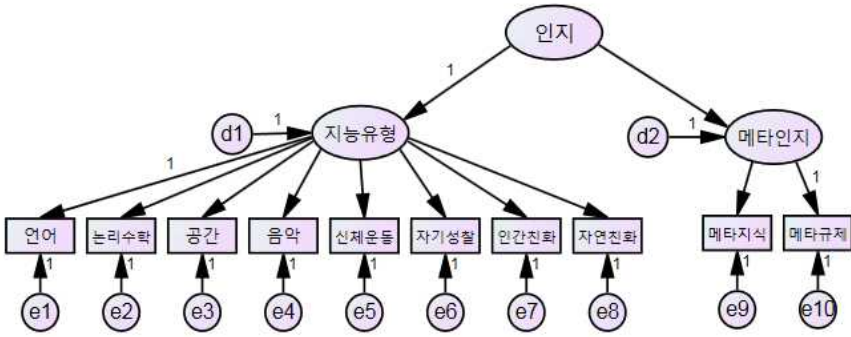 인지
1
d1
1
지능유형
d2
1
메타인지
1
1
언어
논리수학
공간
음악
신체운동
자기성찰
인간친화
자연친화
메타지식
메타규제
1
1
1
1
1
1
1
1
1
1
e1
e2
e3
e4
e5
e6
e7
e8
e9
e10